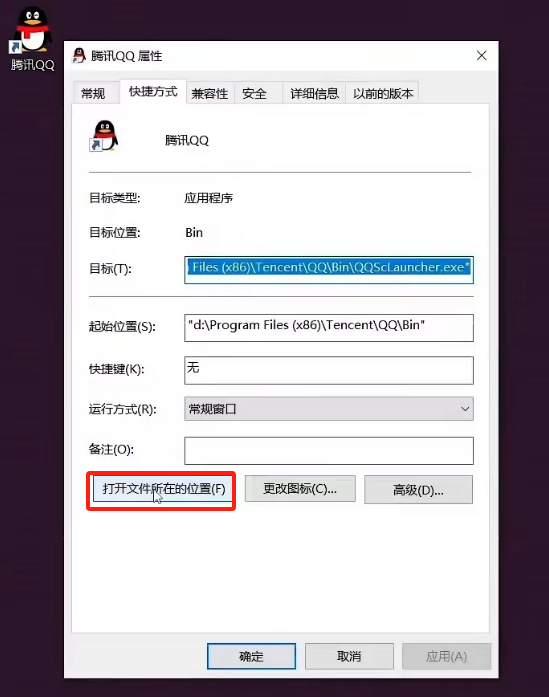 腾讯QQ
腾讯QQ 属性
常规 快捷方式 兼容性 安全 详细信息 以前的版本
腾讯QQ
目标类型: 应用程序
目标位置: Bin
目标(T): Files (x86)\Tencent\QQ\Bin\QQScLauncher.exe"
起始位置(S): "d:\Program Files (x86)\Tencent\QQ\Bin"
快捷键(K): 无
运行方式(R): 常规窗口
备注(O):
打开文件所在的位置(F) 更改图标(C)... 高级(D)...
确定 取消 应用(A)